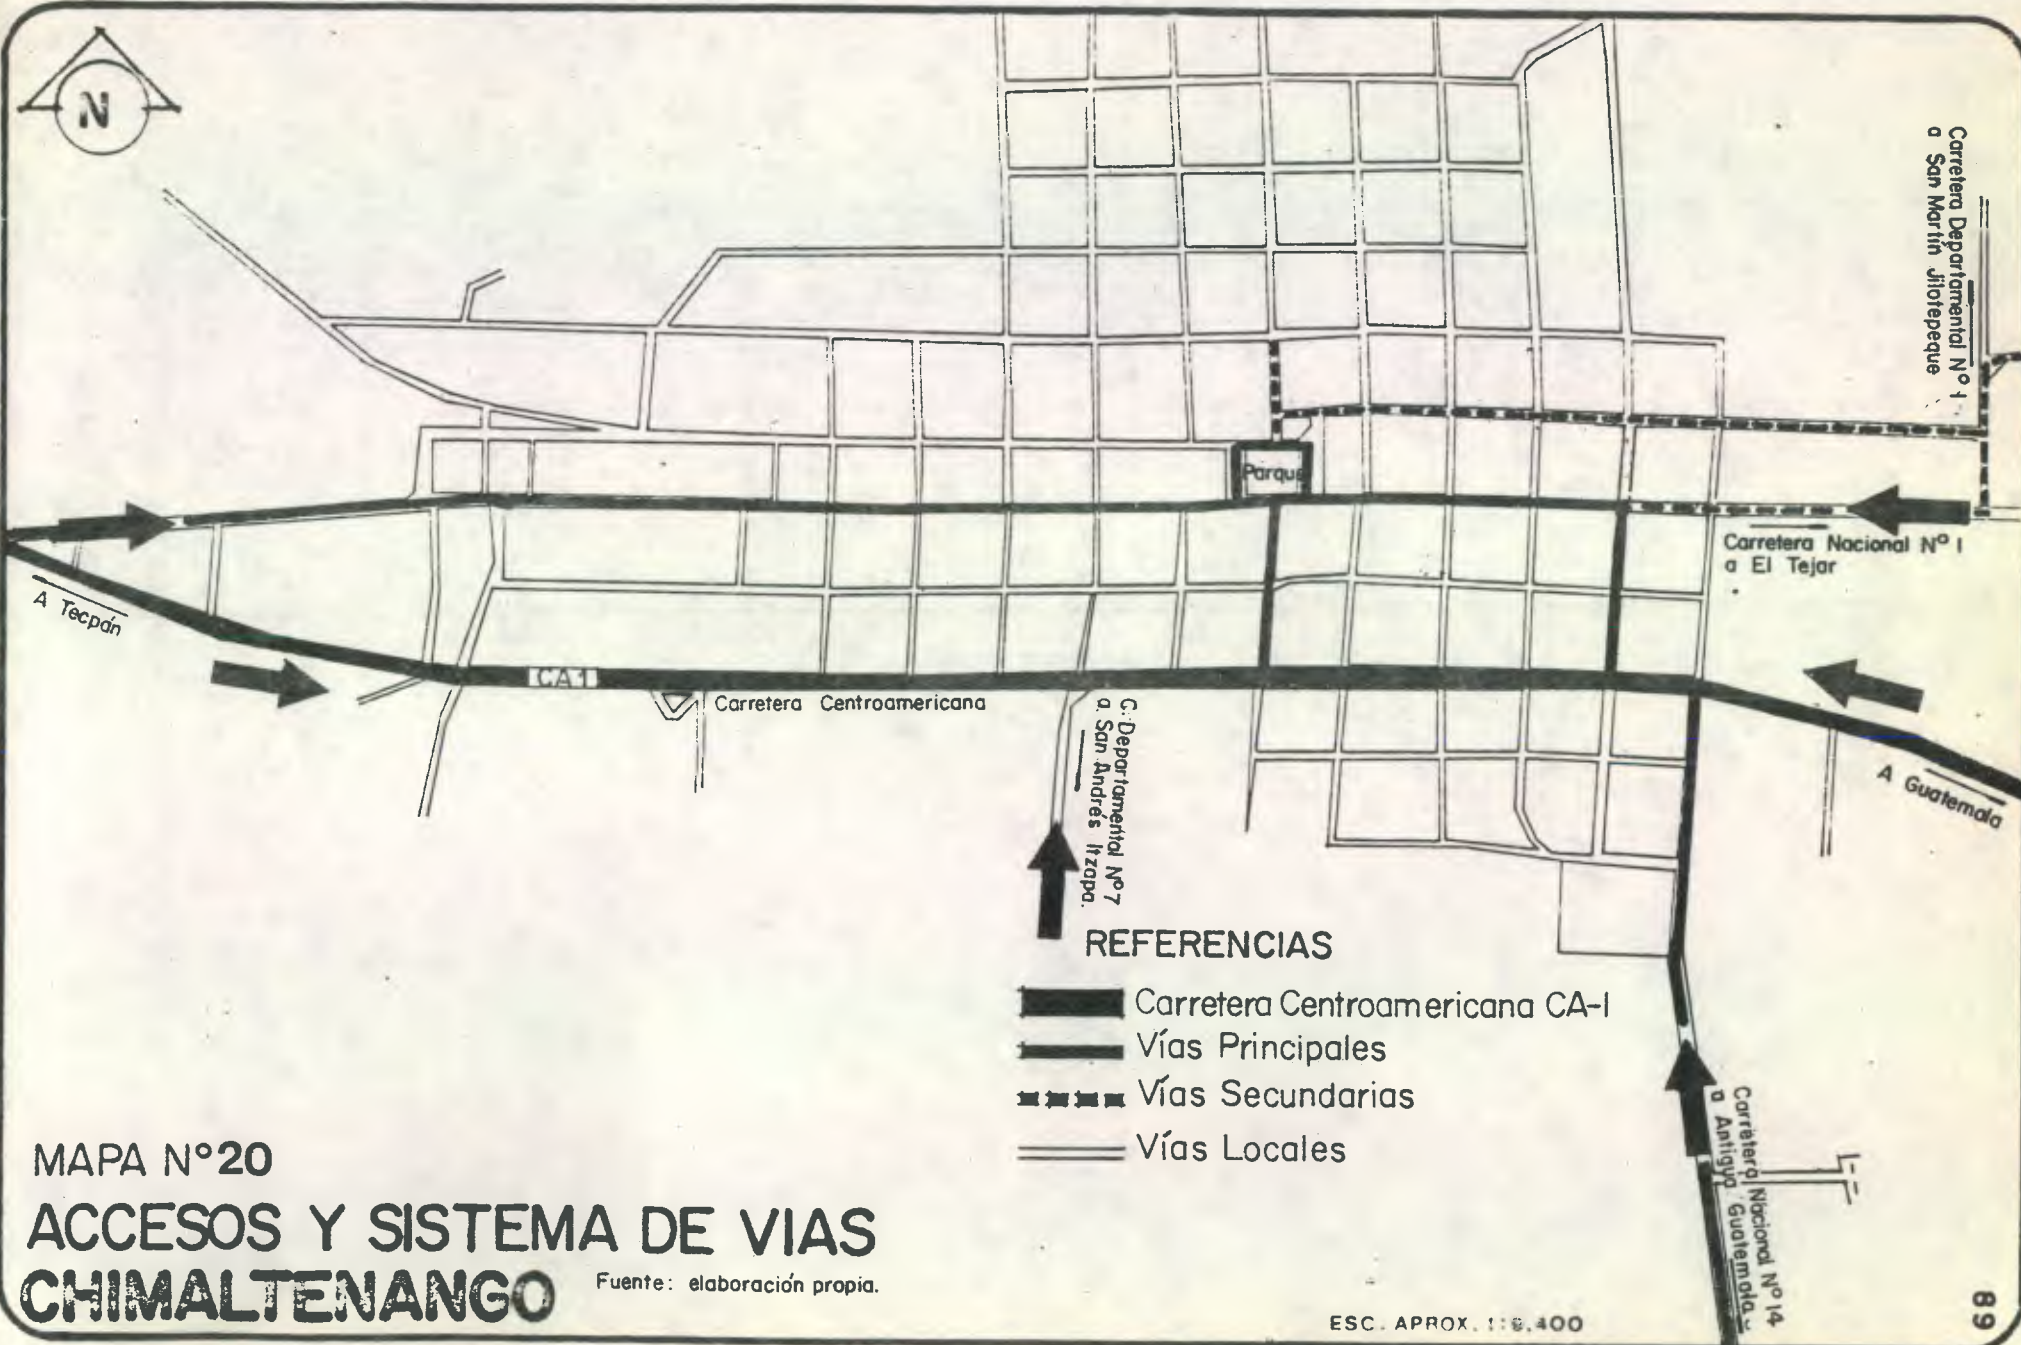 N
Carretera Departamental Nº 1
a San Martín Jilotepeque
Parque
Carretera Nacional Nº 1
a El Tejar
A Tecpán
CA1
Carretera Centroamericana
C. Departamental Nº 7
a San Andrés Itzapa.
A Guatemala
REFERENCIAS
Carretera Centroamericana CA-1
Vías Principales
Vías Secundarias
Vías Locales
Carretera Nacional Nº 14
a Antigua Guatemala
MAPA Nº 20
ACCESOS Y SISTEMA DE VIAS
CHIMALTENANGO
Fuente: elaboración propia.
ESC. APROX.
89